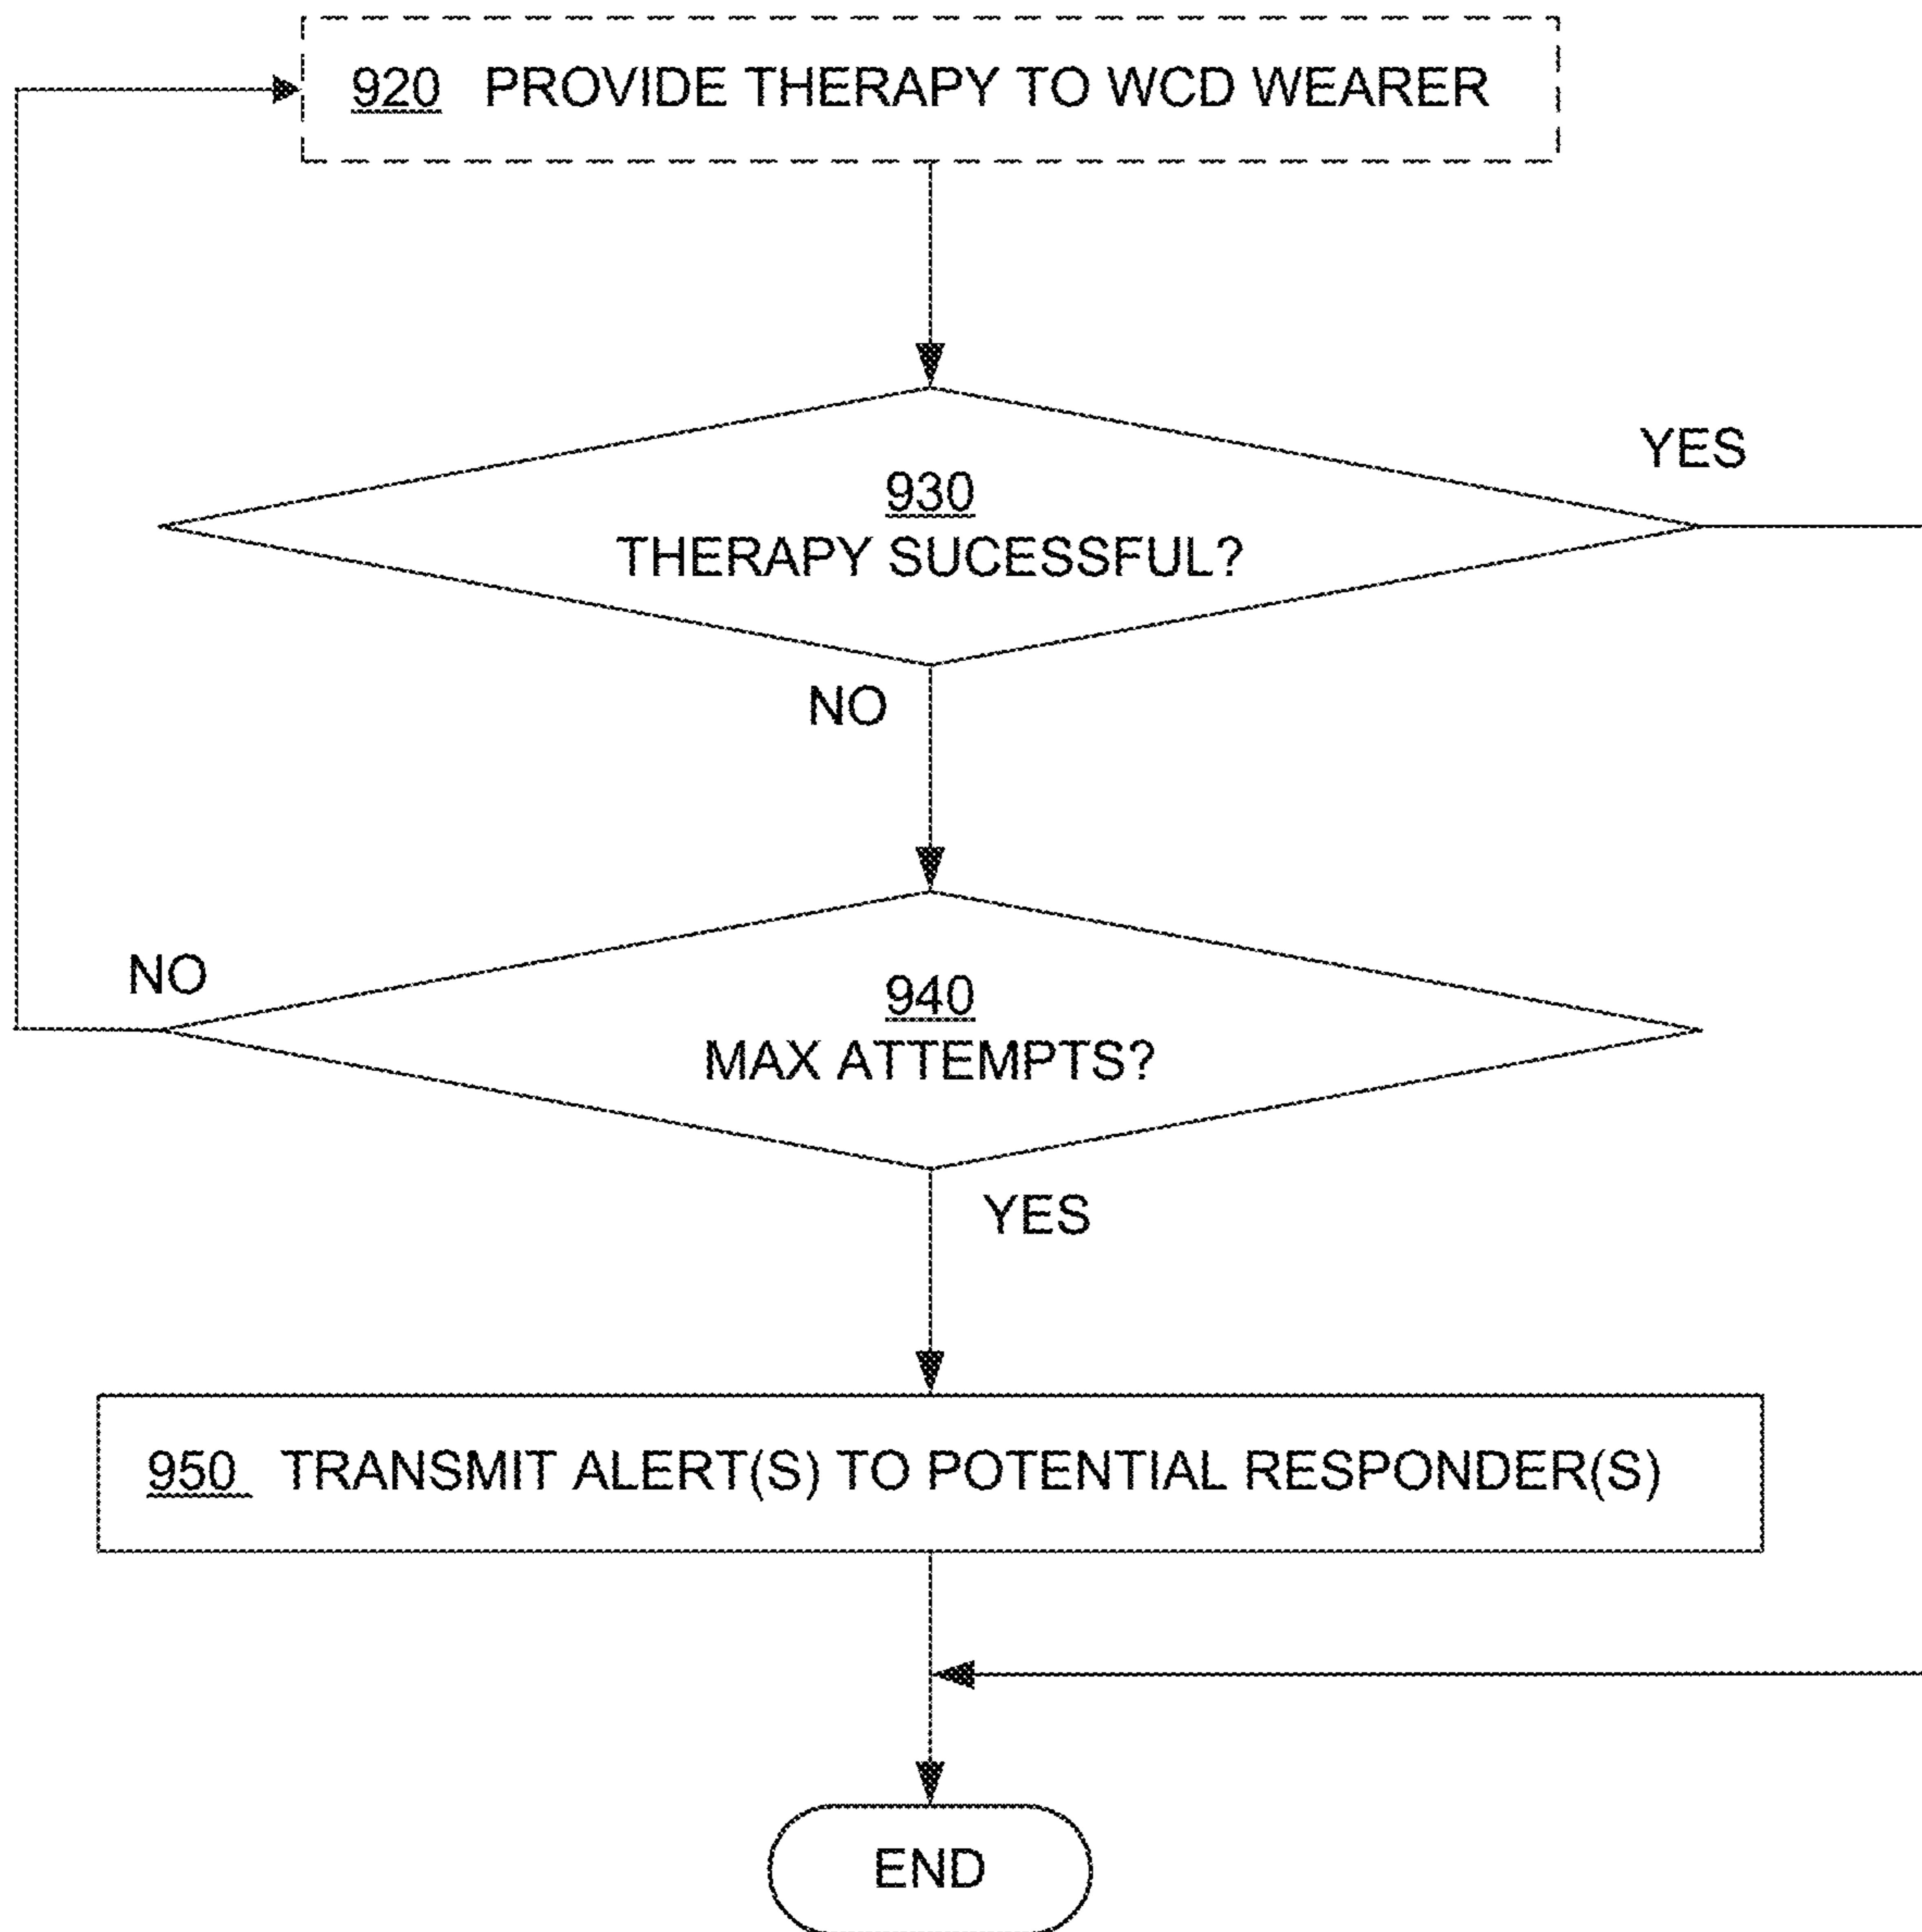 920 PROVIDE THERAPY TO WCD WEARER
YES
930
THERAPY SUCESSFUL?
NO
NO
940
MAX ATTEMPTS?
YES
950 TRANSMIT ALERT(S) TO POTENTIAL RESPONDER(S)
END